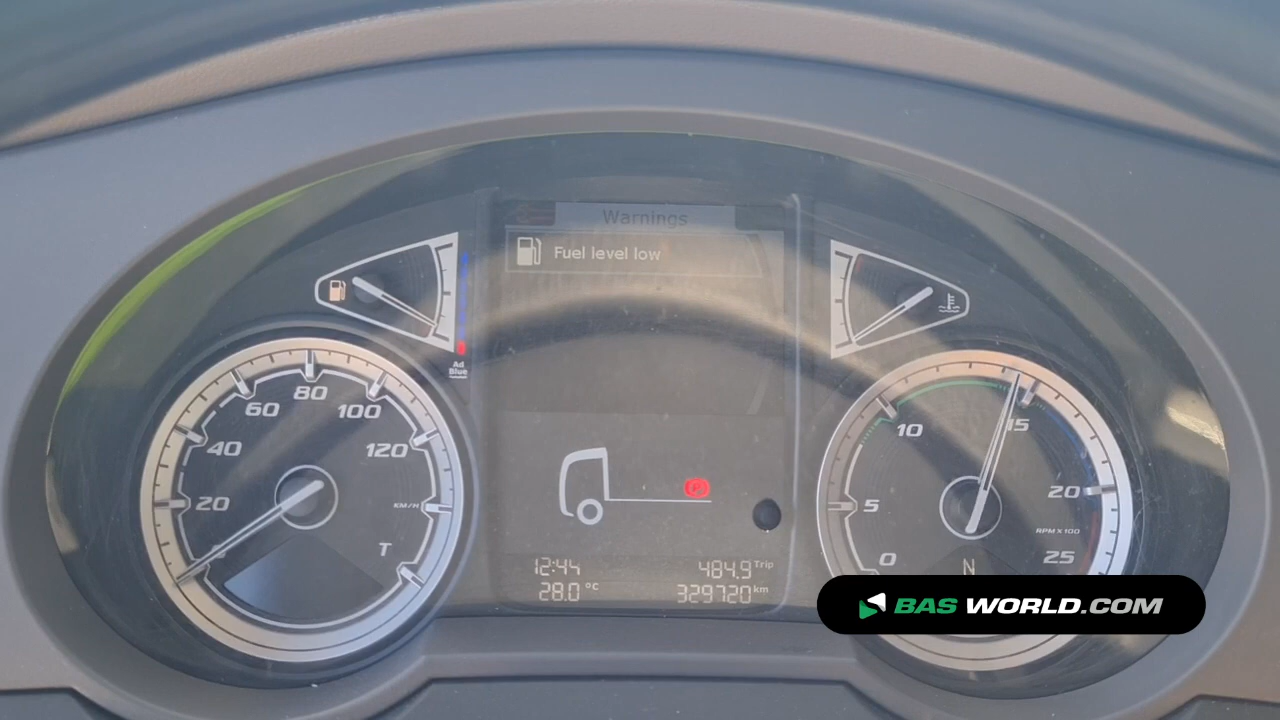 Warnings
Fuel level low
Ad
Blue
20
40
60
80
100
120
KM/H
T
0
5
10
15
20
25
RPM X 100
N
12:44
484.9 Trip
28.0 °C
329720 km
BAS WORLD.COM